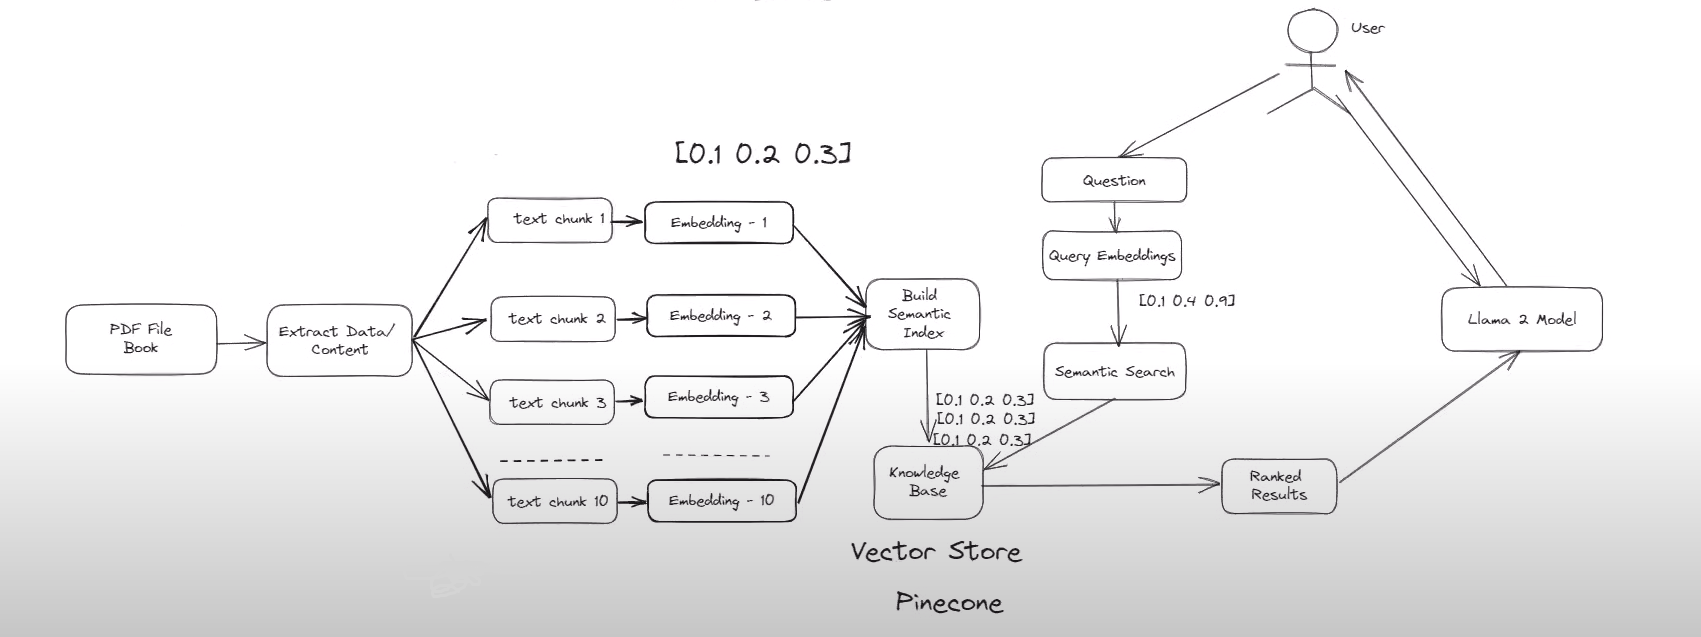 User
[0.1 0.2 0.3]
Question
text chunk 1
Embedding - 1
Query Embeddings
[0.1 0.4 0.9]
Build
Semantic
Index
text chunk 2
Embedding - 2
Llama 2 Model
PDF File
Book
Extract Data/
Content
Semantic Search
text chunk 3
Embedding - 3
[0.1 0.2 0.3]
[0.1 0.2 0.3]
[0.1 0.2 0.3]
Knowledge
Base
Ranked
Results
text chunk 10
Embedding - 10
Vector Store
Pinecone